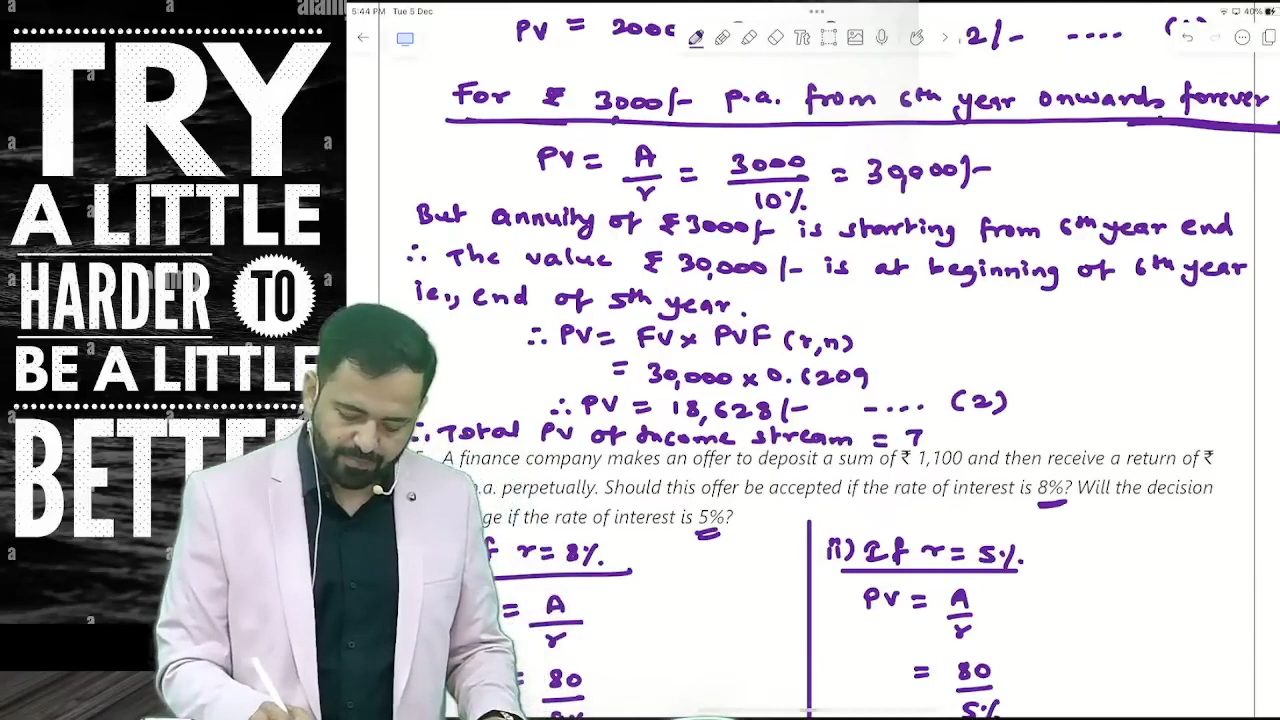 TRY
A LITTLE
HARDER TO
BE A LITTLE
alamy
a
5:44 PM Tue 5 Dec
40%
PV = 2000
2/- ....
For ₹ 3000/- p.a. from 6th year onwards forever
PV = A/r = 3000/10% = 30,000/-
But annuity of ₹ 3000/- is starting from 6th year end
∴ The value ₹ 30,000/- is at beginning of 6th year
ie., end of 5th year.
∴ PV = FV x PVF (r,n)
= 30,000 x 0.6209
∴ PV = 18,628/- .... (2)
∴ Total PV of Income stream = ?
A finance company makes an offer to deposit a sum of ₹ 1,100 and then receive a return of ₹
.a. perpetually. Should this offer be accepted if the rate of interest is 8%? Will the decision
ge if the rate of interest is 5%?
f r = 8%.
= A/r
= 80
ii) If r = 5%.
PV = A/r
= 80/5%